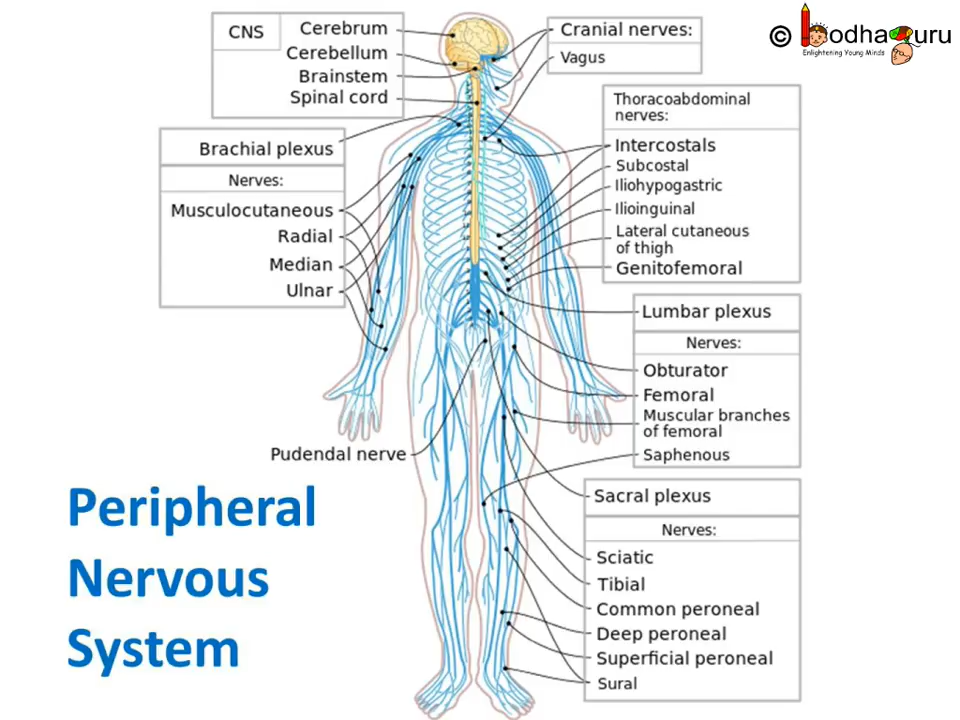 CNS
Cerebrum
Cerebellum
Brainstem
Spinal cord
Cranial nerves:
Vagus
©
BodhaGuru
Enlightening Young Minds
Thoracoabdominal
nerves:
Intercostals
Subcostal
Iliohypogastric
Ilioinguinal
Lateral cutaneous
of thigh
Genitofemoral
Brachial plexus
Nerves:
Musculocutaneous
Radial
Median
Ulnar
Lumbar plexus
Nerves:
Obturator
Femoral
Muscular branches
of femoral
Saphenous
Pudendal nerve
Sacral plexus
Nerves:
Sciatic
Tibial
Common peroneal
Deep peroneal
Superficial peroneal
Sural
Peripheral
Nervous
System